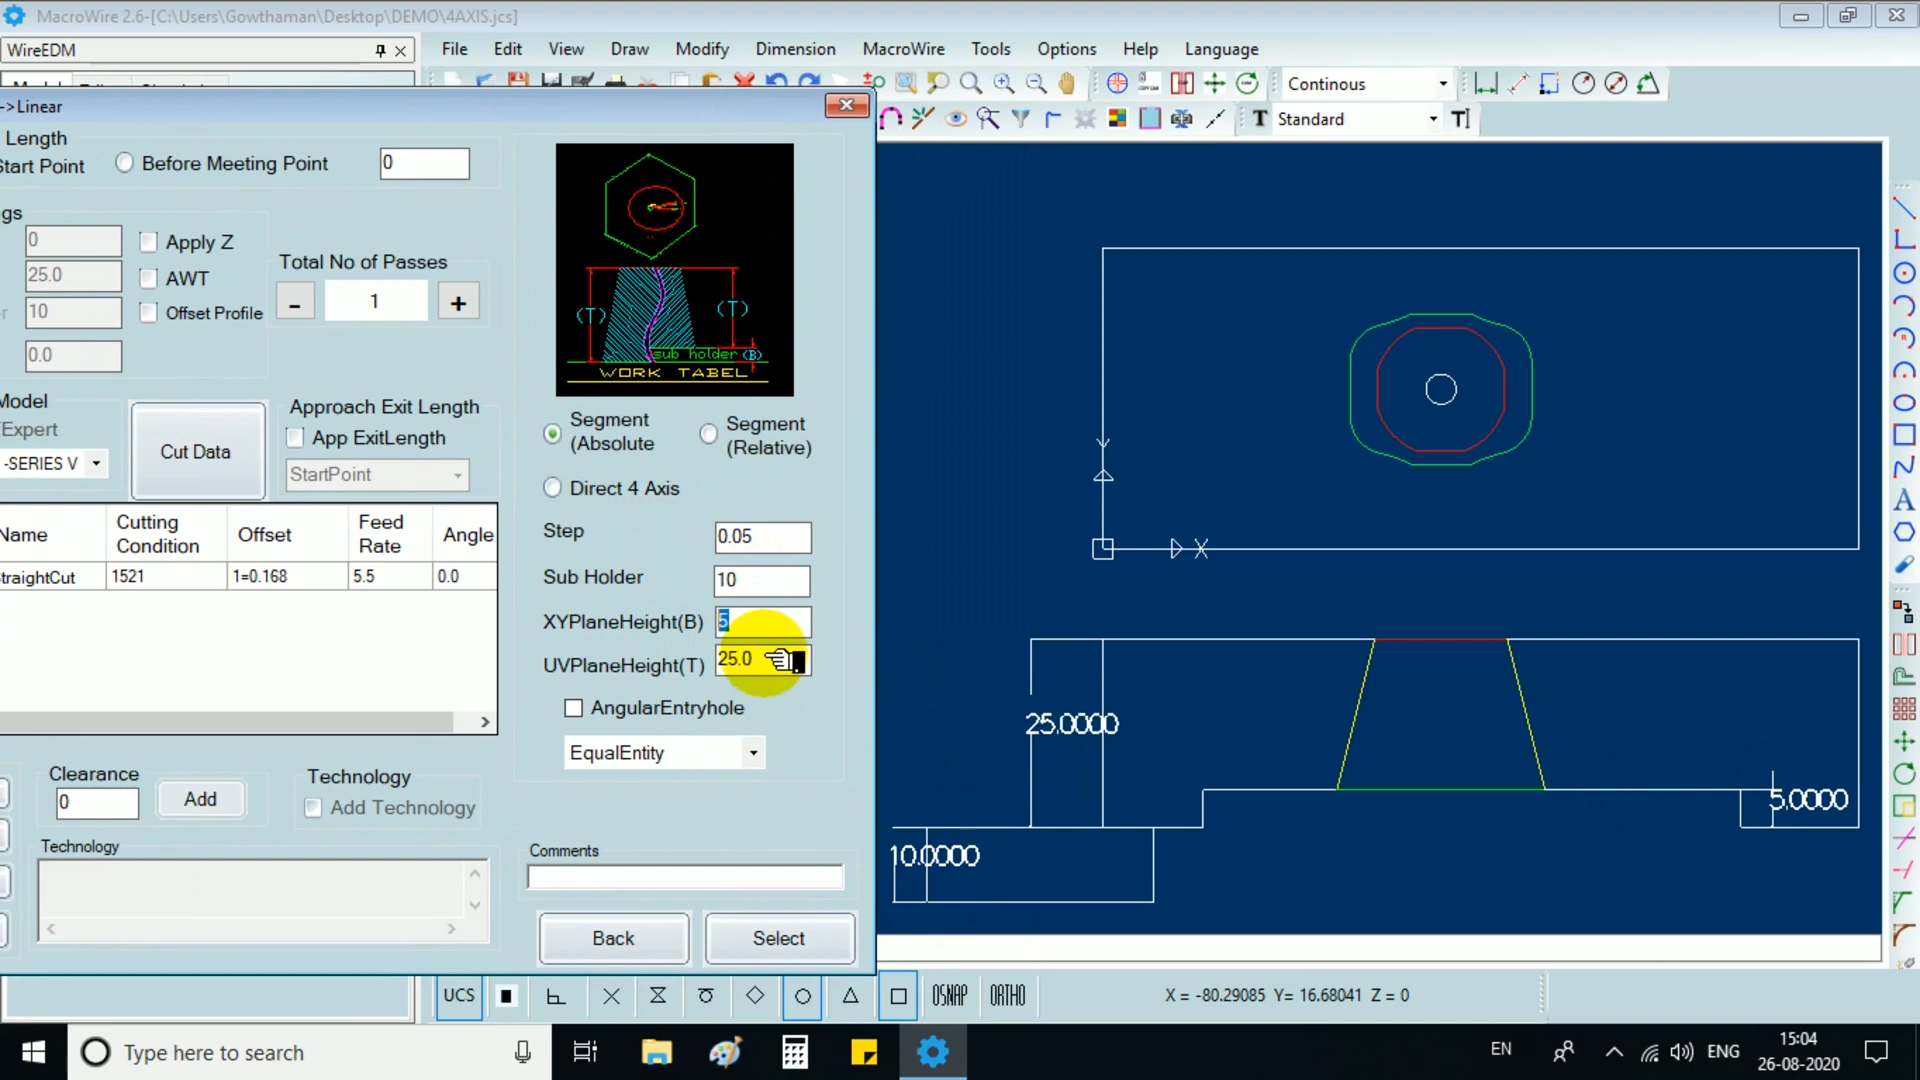 MacroWire 2.6-[C:\Users\Gowthaman\Desktop\DEMO\4AXIS.jcs]
WireEDM
File Edit View Draw Modify Dimension MacroWire Tools Options Help Language
Continous
Standard
->Linear
Length
Start Point
Before Meeting Point
0
gs
0
Apply Z
25.0
AWT
10
Offset Profile
0.0
Total No of Passes
- 1 +
Model
Expert
-SERIES V
Cut Data
Approach Exit Length
App ExitLength
StartPoint
Name Cutting Condition Offset Feed Rate Angle
traightCut 1521 1=0.168 5.5 0.0
Clearance
0
Add
Technology
Add Technology
Technology
(T)
(T)
sub holder (B)
WORK TABEL
Segment (Absolute
Segment (Relative)
Direct 4 Axis
Step 0.05
Sub Holder 10
XYPlaneHeight(B) 5
UVPlaneHeight(T) 25.0
AngularEntryhole
EqualEntity
Comments
Back
Select
Y
X
25.0000
5.0000
10.0000
UCS
OSNAP
ORTHO
X = -80.29085 Y= 16.68041 Z = 0
Type here to search
EN
ENG
15:04
26-08-2020